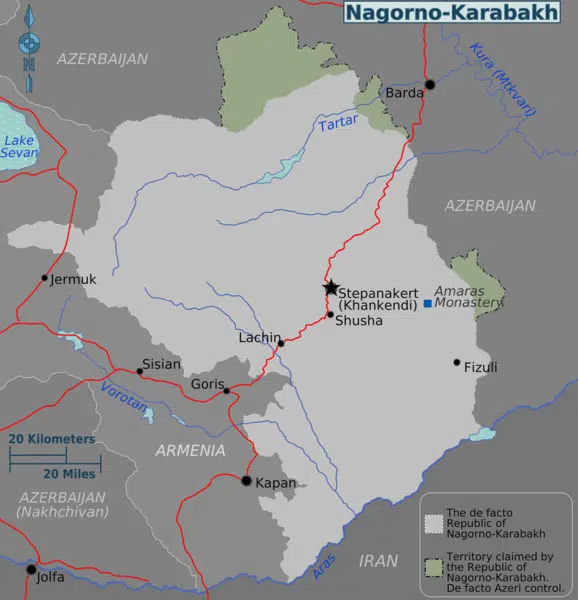 Nagorno-Karabakh
AZERBAIJAN
Kura (Mtkvari)
Barda
Tartar
Lake
Sevan
AZERBAIJAN
Jermuk
Stepanakert
(Khankendi)
Amaras
Monastery
Shusha
Lachin
Sisian
Fizuli
Goris
Vorotan
20 Kilometers
20 Miles
ARMENIA
Kapan
AZERBAIJAN
(Nakhchivan)
The de facto
Republic of
Nagorno-Karabakh
Aras
IRAN
Territory claimed by
the Republic of
Nagorno-Karabakh.
De facto Azeri control.
Jolfa